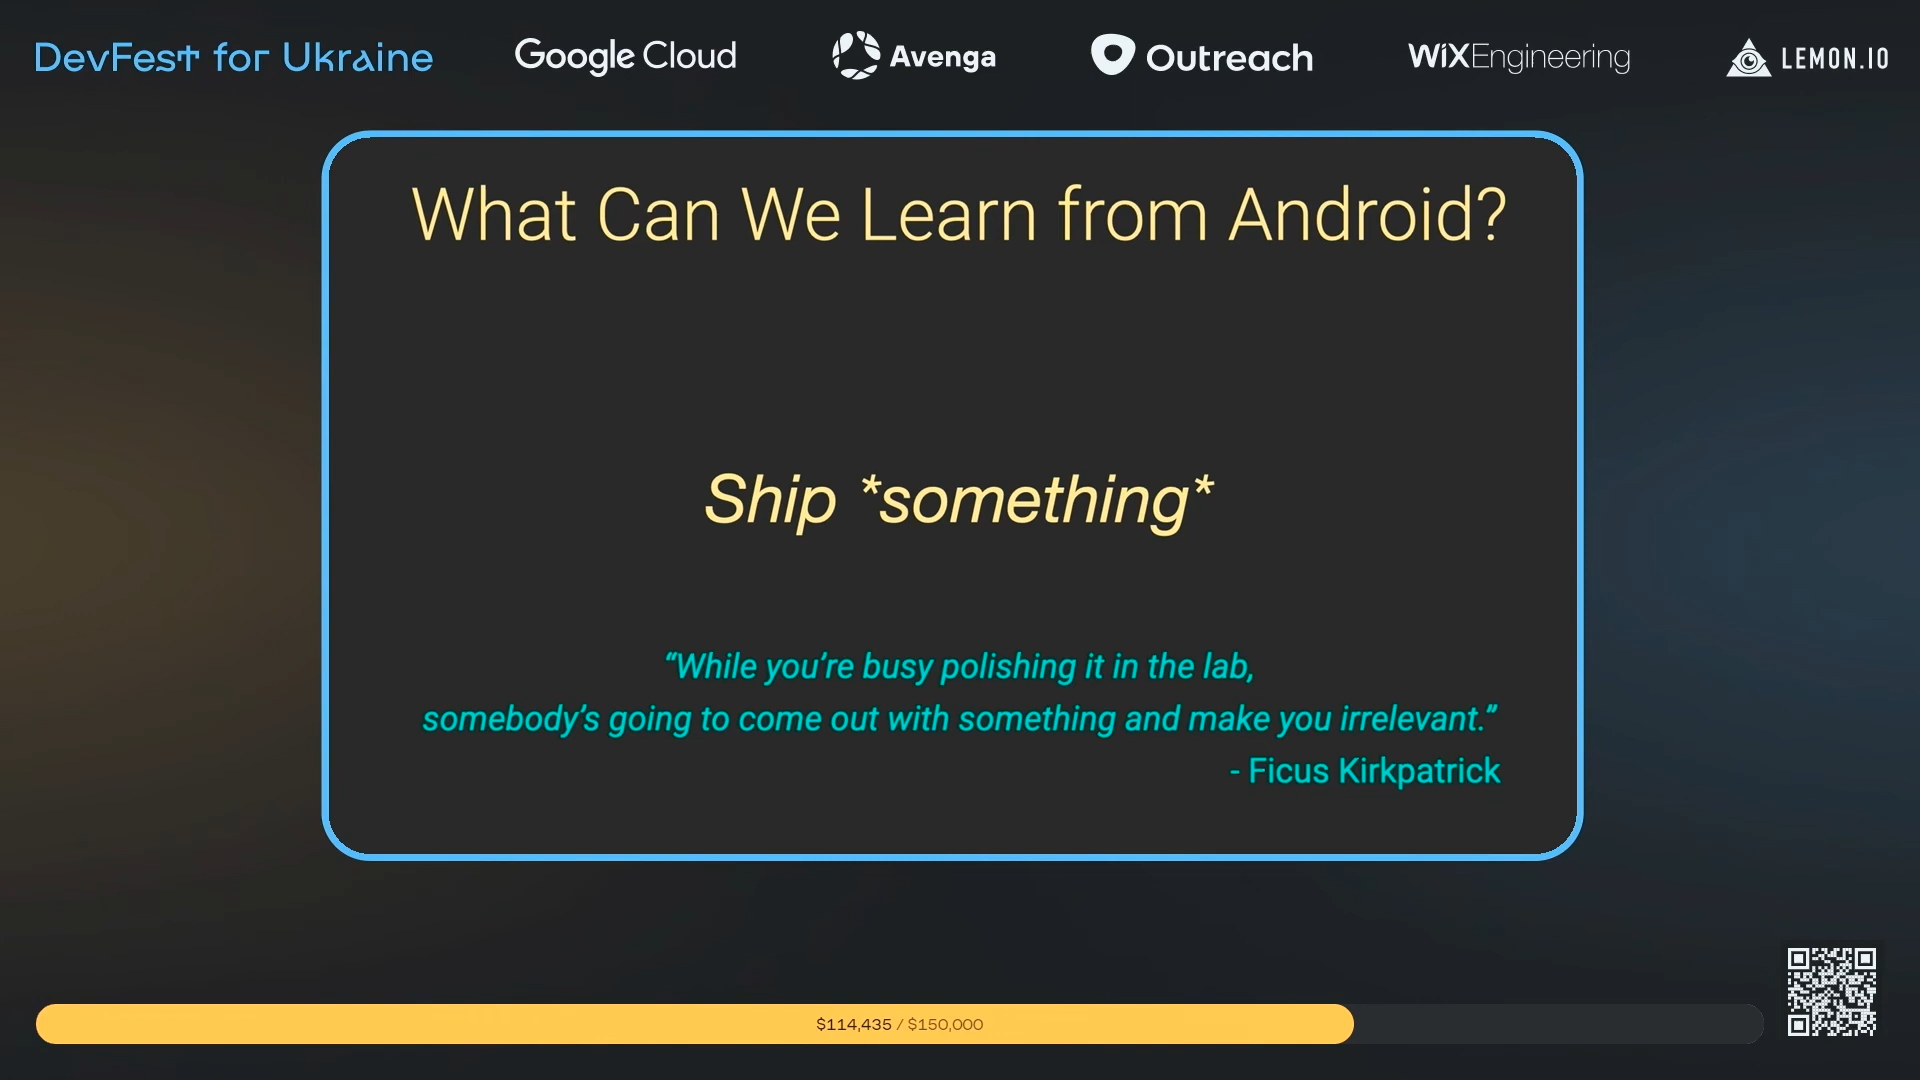 DevFest for Ukraine
Google Cloud
Avenga
Outreach
WiXEngineering
LEMON.IO
What Can We Learn from Android?
Ship *something*
“While you’re busy polishing it in the lab,
somebody’s going to come out with something and make you irrelevant.”
- Ficus Kirkpatrick
$114,435 / $150,000